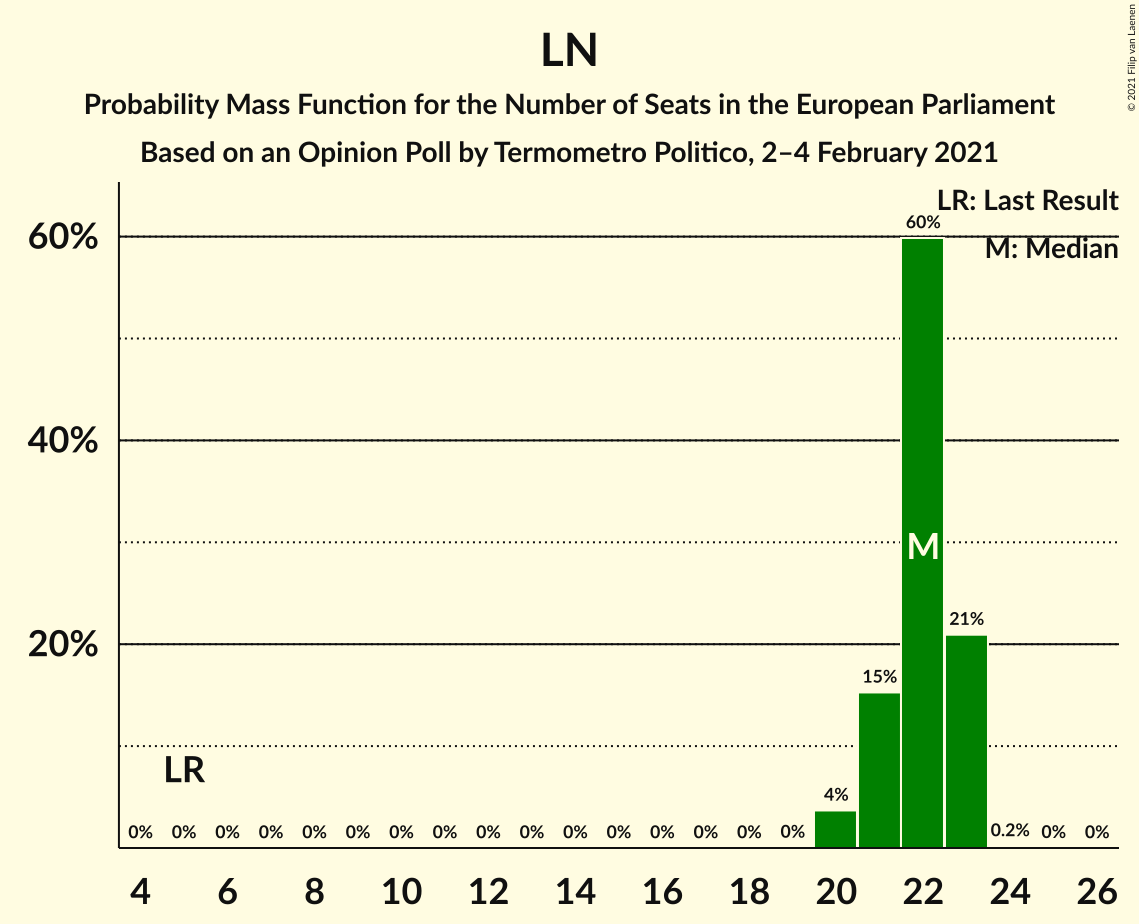 LN
Probability Mass Function for the Number of Seats in the European Parliament
Based on an Opinion Poll by Termometro Politico, 2–4 February 2021
© 2021 Filip van Laenen
LR: Last Result
M: Median
60%
40%
20%
60%
M
21%
15%
LR
4%
0% 0% 0% 0% 0% 0% 0% 0% 0% 0% 0% 0% 0% 0% 0% 0% 0.2% 0% 0%
4 6 8 10 12 14 16 18 20 22 24 26